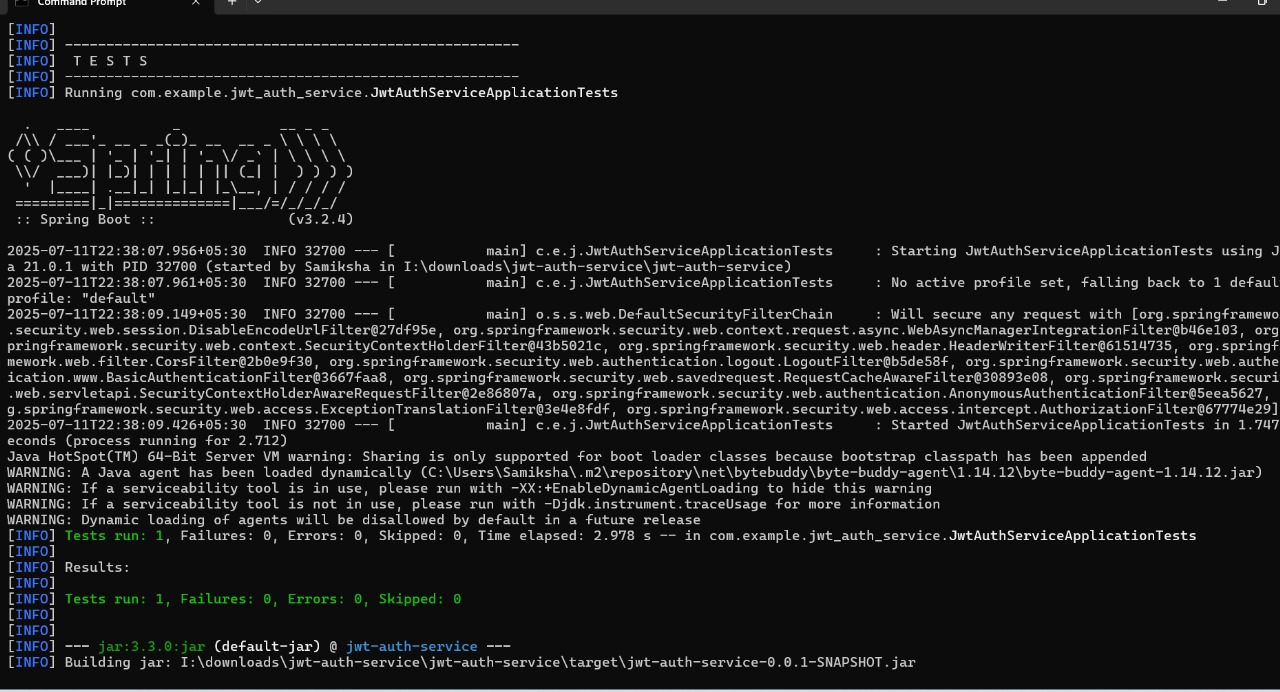 Command Prompt
[INFO]
[INFO] -------------------------------------------------------
[INFO]  T E S T S
[INFO] -------------------------------------------------------
[INFO] Running com.example.jwt_auth_service.JwtAuthServiceApplicationTests
  .   ____          _            __ _ _
 /\\ / ___'_ __ _ _(_)_ __  __ _ \ \ \ \
( ( )\___ | '_ | '_| | '_ \/ _` | \ \ \ \
 \\/  ___)| |_)| | | | | || (_| |  ) ) ) )
  '  |____| .__|_| |_|_| |_\__, | / / / /
 =========|_|==============|___/=/_/_/_/
 :: Spring Boot ::                (v3.2.4)
2025-07-11T22:38:07.956+05:30  INFO 32700 --- [           main] c.e.j.JwtAuthServiceApplicationTests     : Starting JwtAuthServiceApplicationTests using J
a 21.0.1 with PID 32700 (started by Samiksha in I:\downloads\jwt-auth-service\jwt-auth-service)
2025-07-11T22:38:07.961+05:30  INFO 32700 --- [           main] c.e.j.JwtAuthServiceApplicationTests     : No active profile set, falling back to 1 defaul
profile: "default"
2025-07-11T22:38:09.149+05:30  INFO 32700 --- [           main] o.s.s.web.DefaultSecurityFilterChain     : Will secure any request with [org.springframewo
.security.web.session.DisableEncodeUrlFilter@27df95e, org.springframework.security.web.context.request.async.WebAsyncManagerIntegrationFilter@b46e103, org
pringframework.security.web.context.SecurityContextHolderFilter@43b5021c, org.springframework.security.web.header.HeaderWriterFilter@61514735, org.springf
mework.web.filter.CorsFilter@2b0e9f30, org.springframework.security.web.authentication.logout.LogoutFilter@b5de58f, org.springframework.security.web.authe
ication.www.BasicAuthenticationFilter@3667faa8, org.springframework.security.web.savedrequest.RequestCacheAwareFilter@30893e08, org.springframework.securi
.web.servletapi.SecurityContextHolderAwareRequestFilter@2e86807a, org.springframework.security.web.authentication.AnonymousAuthenticationFilter@5eea5627,
g.springframework.security.web.access.ExceptionTranslationFilter@3e4e8fdf, org.springframework.security.web.access.intercept.AuthorizationFilter@67774e29]
2025-07-11T22:38:09.426+05:30  INFO 32700 --- [           main] c.e.j.JwtAuthServiceApplicationTests     : Started JwtAuthServiceApplicationTests in 1.747
econds (process running for 2.712)
Java HotSpot(TM) 64-Bit Server VM warning: Sharing is only supported for boot loader classes because bootstrap classpath has been appended
WARNING: A Java agent has been loaded dynamically (C:\Users\Samiksha\.m2\repository\net\bytebuddy\byte-buddy-agent\1.14.12\byte-buddy-agent-1.14.12.jar)
WARNING: If a serviceability tool is in use, please run with -XX:+EnableDynamicAgentLoading to hide this warning
WARNING: If a serviceability tool is not in use, please run with -Djdk.instrument.traceUsage for more information
WARNING: Dynamic loading of agents will be disallowed by default in a future release
[INFO] Tests run: 1, Failures: 0, Errors: 0, Skipped: 0, Time elapsed: 2.978 s -- in com.example.jwt_auth_service.JwtAuthServiceApplicationTests
[INFO]
[INFO] Results:
[INFO]
[INFO] Tests run: 1, Failures: 0, Errors: 0, Skipped: 0
[INFO]
[INFO]
[INFO] --- jar:3.3.0:jar (default-jar) @ jwt-auth-service ---
[INFO] Building jar: I:\downloads\jwt-auth-service\jwt-auth-service\target\jwt-auth-service-0.0.1-SNAPSHOT.jar